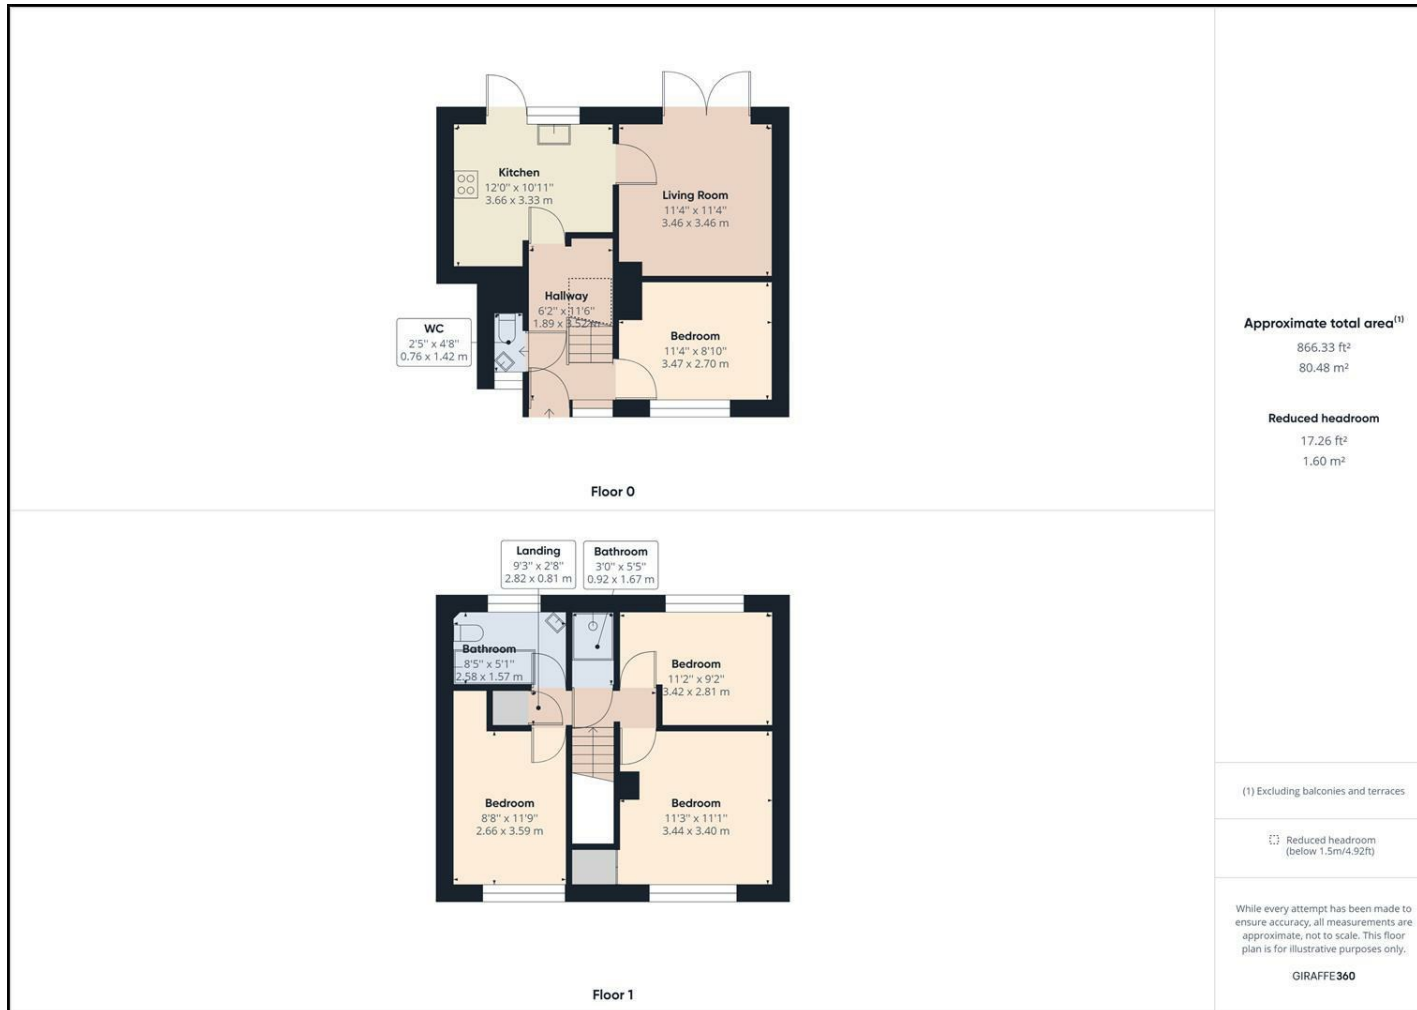 Kitchen
12'0" x 10'11"
3.66 x 3.33 m
Living Room
11'4" x 11'4"
3.46 x 3.46 m
Hallway
6'2" x 11'6"
1.89 x 3.52 m
WC
2'5" x 4'8"
0.76 x 1.42 m
Bedroom
11'4" x 8'10"
3.47 x 2.70 m
Floor 0
Landing
9'3" x 2'8"
2.82 x 0.81 m
Bathroom
3'0" x 5'5"
0.92 x 1.67 m
Bathroom
8'5" x 5'1"
2.58 x 1.57 m
Bedroom
11'2" x 9'2"
3.42 x 2.81 m
Bedroom
8'8" x 11'9"
2.66 x 3.59 m
Bedroom
11'3" x 11'1"
3.44 x 3.40 m
Floor 1
Approximate total area(1)
866.33 ft²
80.48 m²
Reduced headroom
17.26 ft²
1.60 m²
(1) Excluding balconies and terraces
Reduced headroom
(below 1.5m/4.92ft)
While every attempt has been made to
ensure accuracy, all measurements are
approximate, not to scale. This floor
plan is for illustrative purposes only.
GIRAFFE360